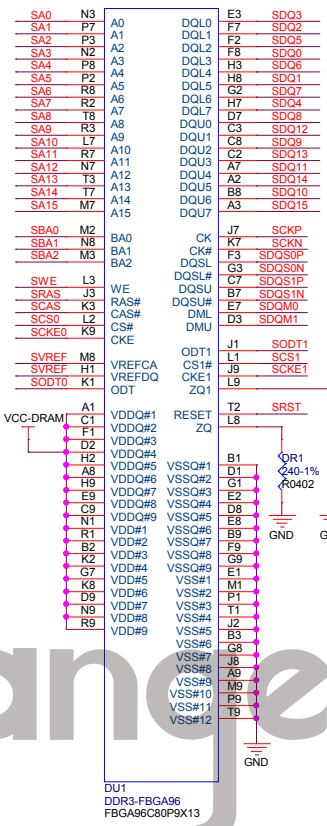 SA0 N3 A0 DQL0 E3 SDQ3
SA1 P7 A1 DQL1 F7 SDQ2
SA2 P3 A2 DQL2 F2 SDQ5
SA3 N2 A3 DQL3 F8 SDQ0
SA4 P8 A4 DQL4 H3 SDQ6
SA5 P2 A5 DQL5 H8 SDQ1
SA6 R8 A6 DQL6 G2 SDQ7
SA7 R2 A7 DQL7 H7 SDQ4
SA8 T8 A8 DQU0 D7 SDQ8
SA9 R3 A9 DQU1 C3 SDQ12
SA10 L7 A10 DQU2 C8 SDQ9
SA11 R7 A11 DQU3 C2 SDQ13
SA12 N7 A12 DQU4 A7 SDQ11
SA13 T3 A13 DQU5 A2 SDQ14
SA14 T7 A14 DQU6 B8 SDQ10
SA15 M7 A15 DQU7 A3 SDQ15
SBA0 M2 BA0 CK J7 SCKP
SBA1 N8 BA1 CK# K7 SCKN
SBA2 M3 BA2 DQSL F3 SDQS0P
DQSL# G3 SDQS0N
SWE L3 WE DQSU C7 SDQS1P
SRAS J3 RAS# DQSU# B7 SDQS1N
SCAS K3 CAS# DML E7 SDQM0
SCS0 L2 CS# DMU D3 SDQM1
SCKE0 K9 CKE
ODT1 J1 SODT1
SVREF M8 VREFCA CS1# L1 SCS1
SVREF H1 VREFDQ CKE1 J9 SCKE1
SODT0 K1 ODT ZQ1 L9
VCC-DRAM
A1 VDDQ#1 RESET T2 SRST
C1 VDDQ#2 ZQ L8
F1 VDDQ#3
D2 VDDQ#4
H2 VDDQ#5 VSSQ#1 B1
A8 VDDQ#6 VSSQ#2 D1
H9 VDDQ#7 VSSQ#3 G1
E9 VDDQ#8 VSSQ#4 E2
C9 VDDQ#9 VSSQ#5 D8
N1 VDD#1 VSSQ#6 E8
R1 VDD#2 VSSQ#7 B9
B2 VDD#3 VSSQ#8 F9
K2 VDD#4 VSSQ#9 G9
G7 VDD#5 VSS#1 E1
K8 VDD#6 VSS#2 M1
D9 VDD#7 VSS#3 P1
N9 VDD#8 VSS#4 T1
R9 VDD#9 VSS#5 J2
VSS#6 B3
VSS#7 G8
VSS#8 J8
VSS#9 A9
VSS#10 M9
VSS#11 P9
VSS#12 T9
DR1
240-1%
R0402
GND
G
GND
ange
DU1
DDR3-FBGA96
FBGA96C80P9X13